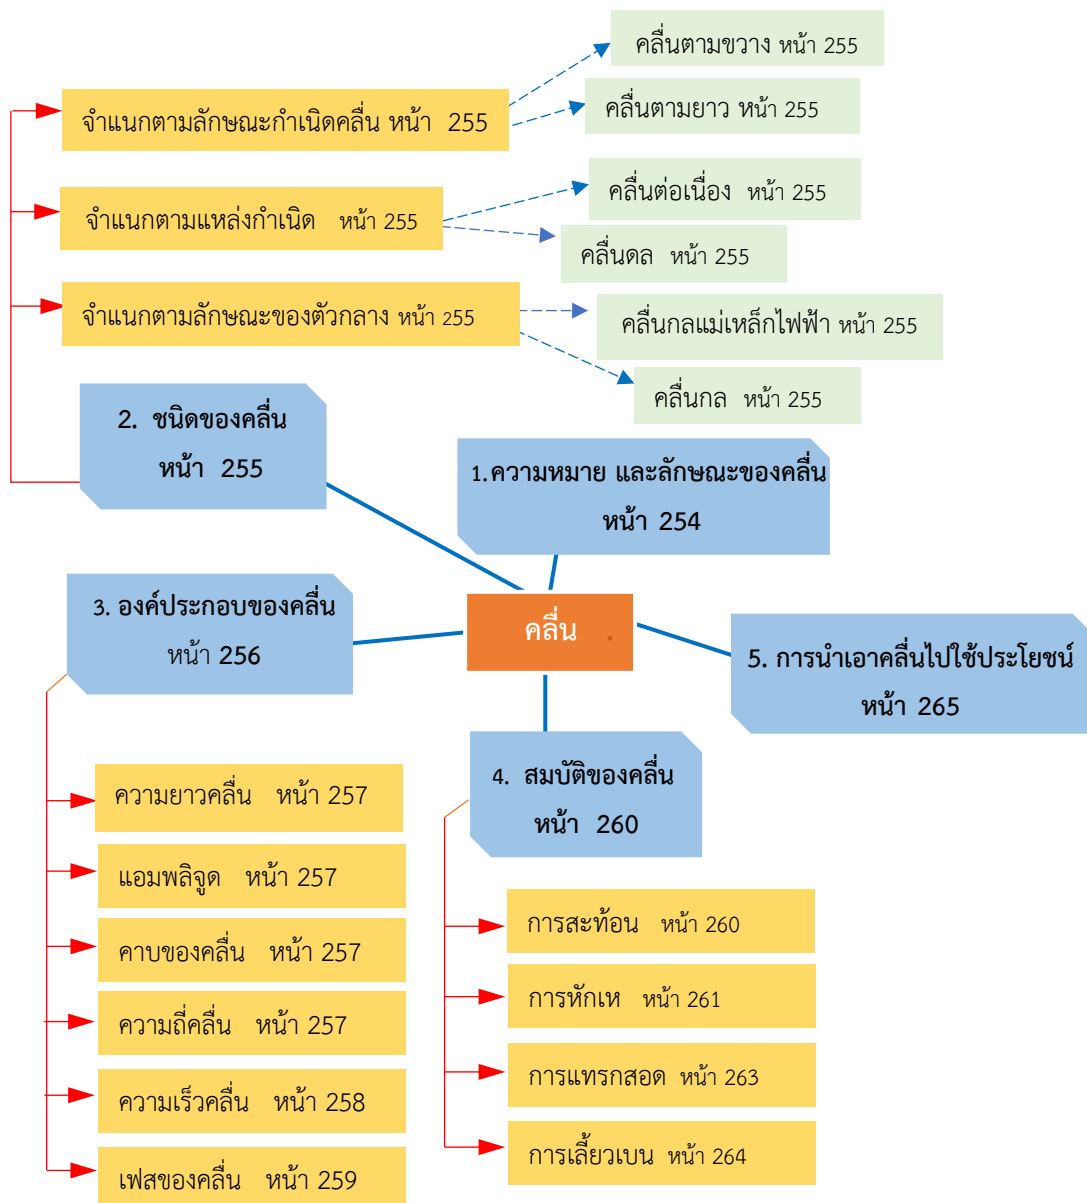 คลื่นตามขวาง หน้า 255
จำแนกตามลักษณะกำเนิดคลื่น หน้า 255
คลื่นตามยาว หน้า 255
คลื่นต่อเนื่อง หน้า 255
จำแนกตามแหล่งกำเนิด หน้า 255
คลื่นดล หน้า 255
จำแนกตามลักษณะของตัวกลาง หน้า 255
คลื่นกลแม่เหล็กไฟฟ้า หน้า 255
คลื่นกล หน้า 255
2. ชนิดของคลื่น
หน้า 255
1.ความหมาย และลักษณะของคลื่น
หน้า 254
3. องค์ประกอบของคลื่น
หน้า 256
คลื่น .
5. การนำเอาคลื่นไปใช้ประโยชน์
หน้า 265
4. สมบัติของคลื่น
หน้า 260
ความยาวคลื่น หน้า 257
แอมพลิจูด หน้า 257
คาบของคลื่น หน้า 257
ความถี่คลื่น หน้า 257
ความเร็วคลื่น หน้า 258
เฟสของคลื่น หน้า 259
การสะท้อน หน้า 260
การหักเห หน้า 261
การแทรกสอด หน้า 263
การเลี้ยวเบน หน้า 264